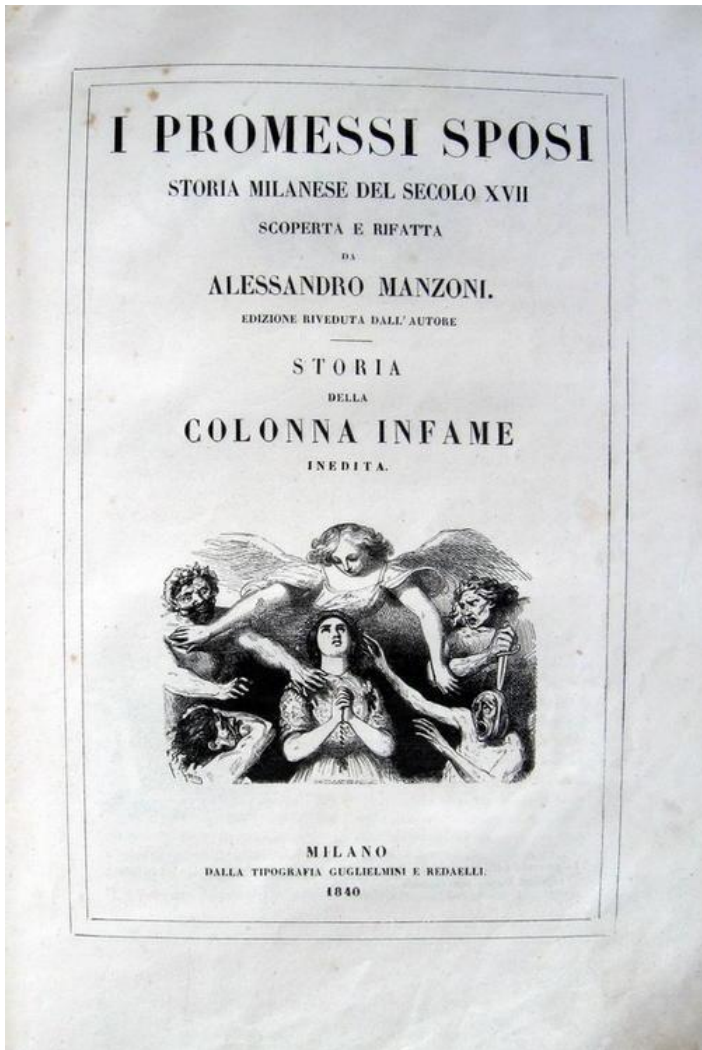 I PROMESSI SPOSI
STORIA MILANESE DEL SECOLO XVII
SCOPERTA E RIFATTA
DA
ALESSANDRO MANZONI.
EDIZIONE RIVEDUTA DALL' AUTORE
STORIA
DELLA
COLONNA INFAME
INEDITA.
MILANO
DALLA TIPOGRAFIA GUGLIELMINI E REDAELLI.
1840